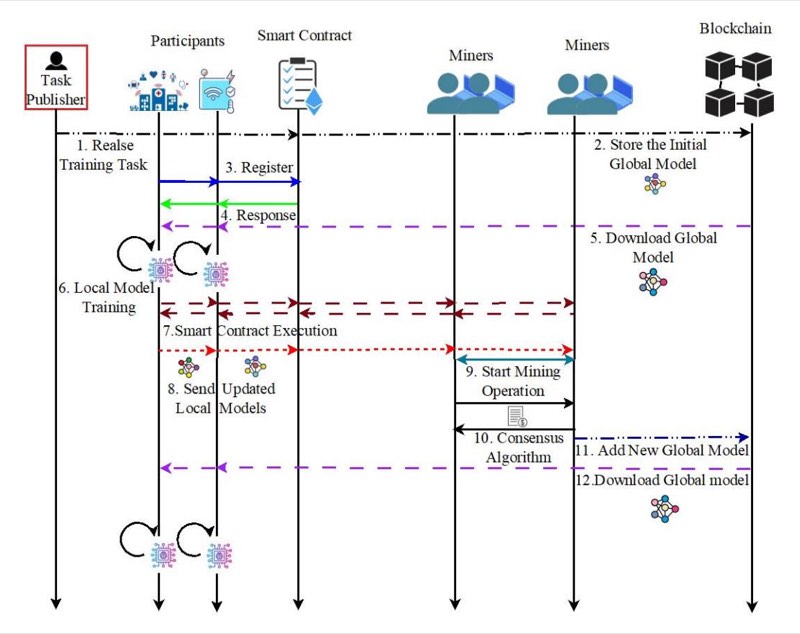 Participants
Smart Contract
Miners
Miners
Blockchain
Task
Publisher
1. Realse
Training Task
2. Store the Initial
Global Model
3. Register
4. Response
5. Download Global
Model
6. Local Model
Training
7.Smart Contract Execution
8. Send Updated
Local Models
9. Start Mining
Operation
10. Consensus
Algorithm
11. Add New Global Model
12.Download Global model